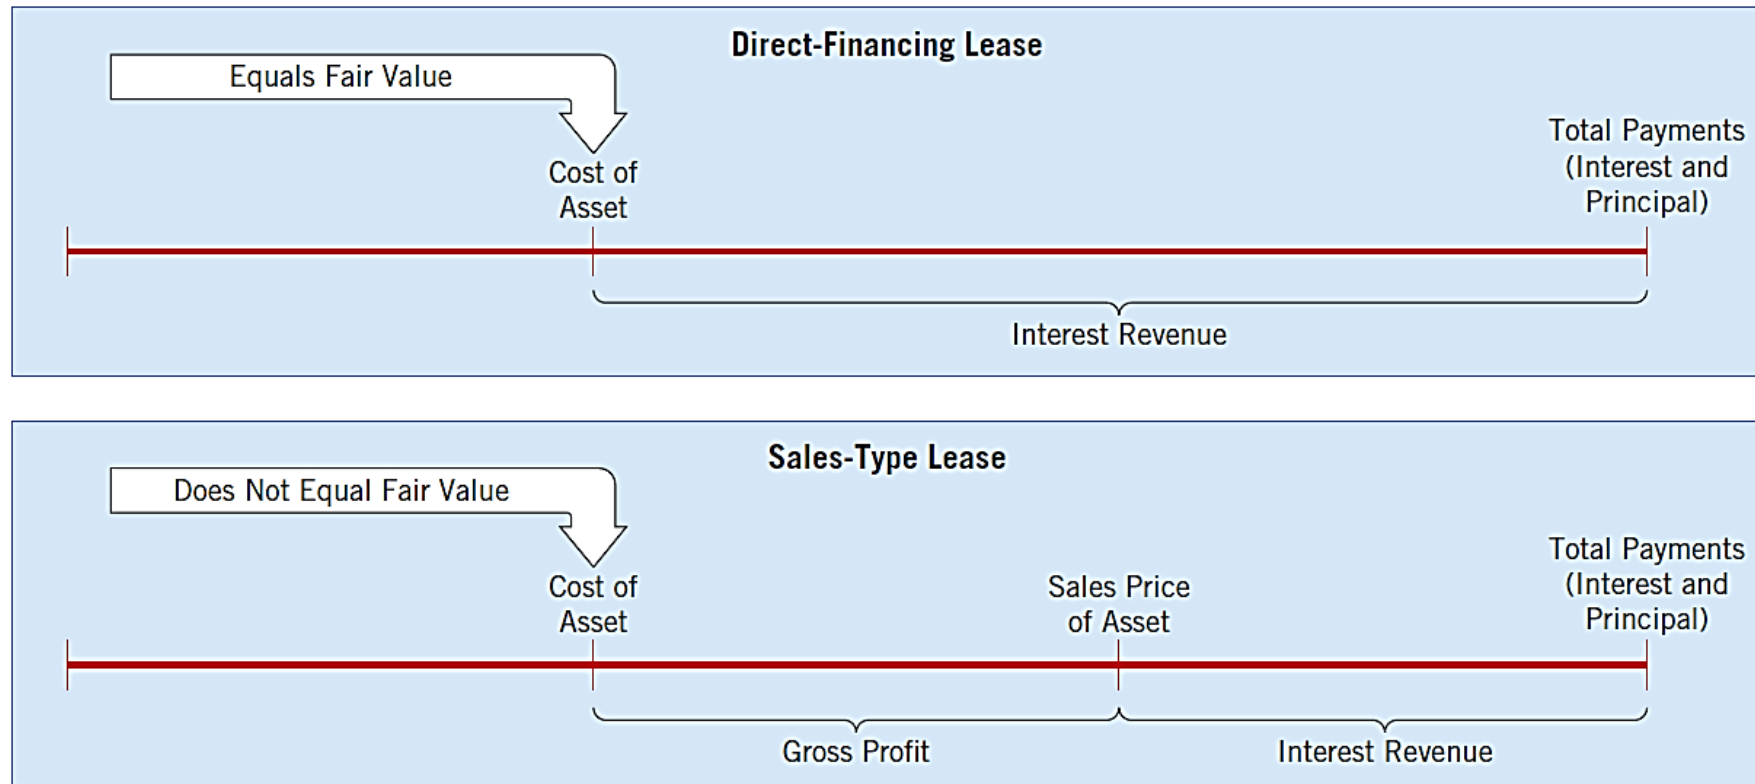 Direct-Financing Lease
Equals Fair Value
Cost of
Asset
Total Payments
(Interest and
Principal)
Interest Revenue
Sales-Type Lease
Does Not Equal Fair Value
Cost of
Asset
Sales Price
of Asset
Total Payments
(Interest and
Principal)
Gross Profit
Interest Revenue